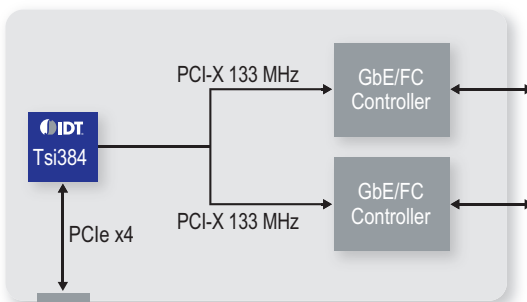 PCI-X 133 MHz
GbE/FC
Controller
IDT
Tsi384
GbE/FC
Controller
PCI-X 133 MHz
PCIe x4